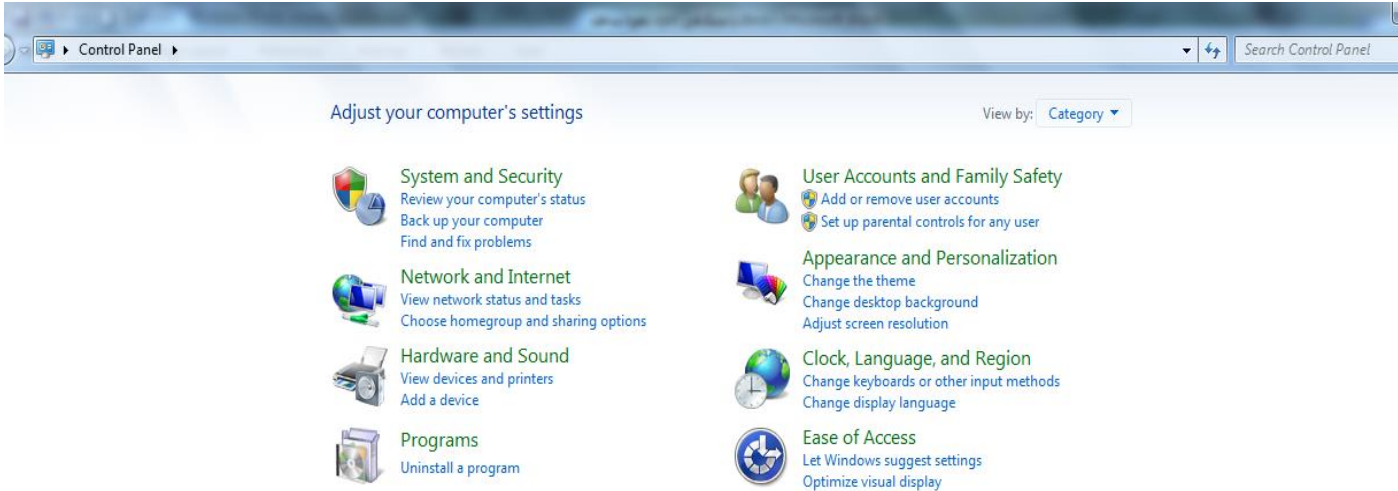 Control Panel
Search Control Panel
Adjust your computer's settings
View by: Category
System and Security
Review your computer's status
Back up your computer
Find and fix problems
Network and Internet
View network status and tasks
Choose homegroup and sharing options
Hardware and Sound
View devices and printers
Add a device
Programs
Uninstall a program
User Accounts and Family Safety
Add or remove user accounts
Set up parental controls for any user
Appearance and Personalization
Change the theme
Change desktop background
Adjust screen resolution
Clock, Language, and Region
Change keyboards or other input methods
Change display language
Ease of Access
Let Windows suggest settings
Optimize visual display